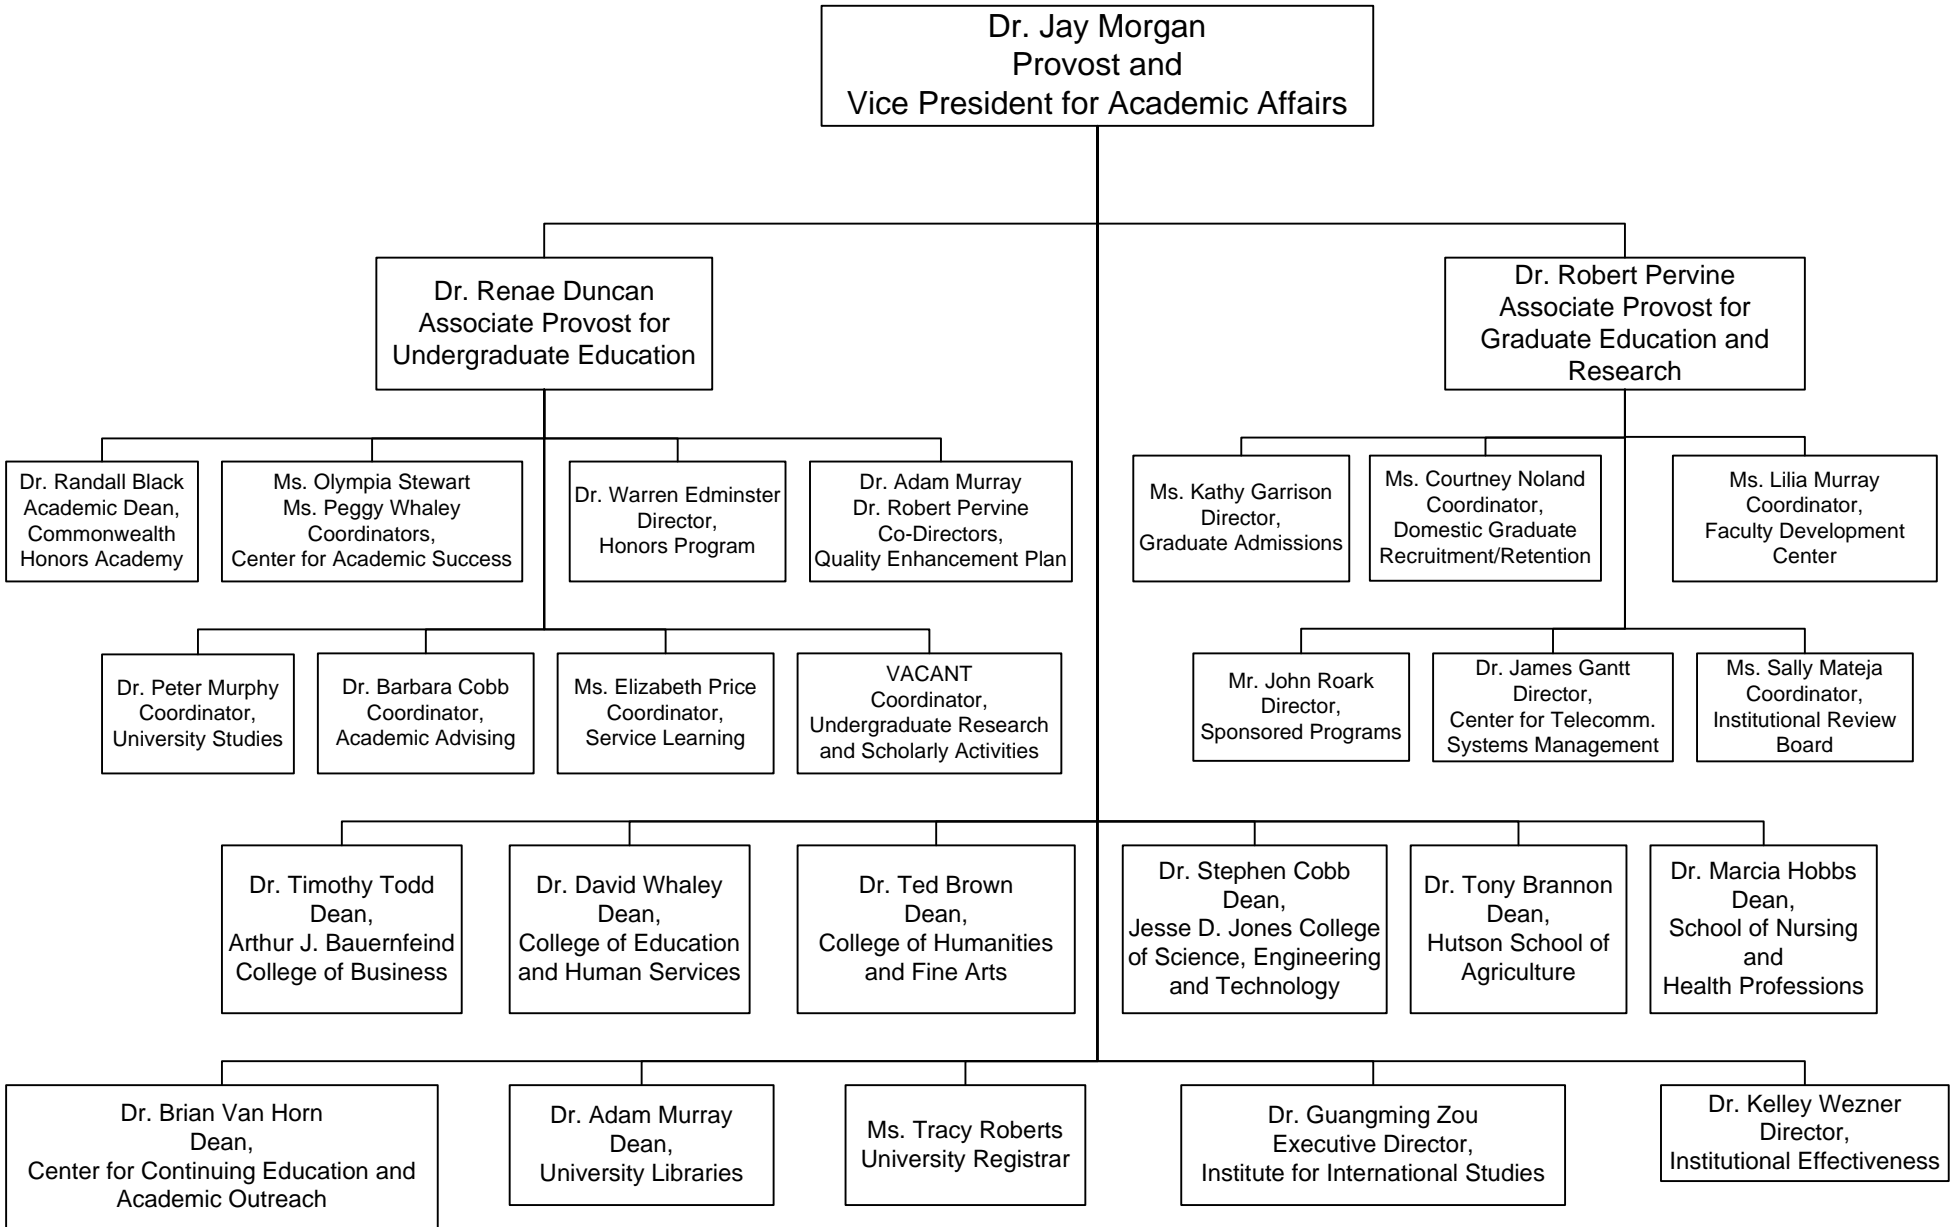 Dr. Jay Morgan
Provost and
Vice President for Academic Affairs
Dr. Renae Duncan
Associate Provost for
Undergraduate Education
Dr. Robert Pervine
Associate Provost for
Graduate Education and
Research
Dr. Randall Black
Academic Dean,
Commonwealth
Honors Academy
Ms. Olympia Stewart
Ms. Peggy Whaley
Coordinators,
Center for Academic Success
Dr. Warren Edminster
Director,
Honors Program
Dr. Adam Murray
Dr. Robert Pervine
Co-Directors,
Quality Enhancement Plan
Ms. Kathy Garrison
Director,
Graduate Admissions
Ms. Courtney Noland
Coordinator,
Domestic Graduate
Recruitment/Retention
Ms. Lilia Murray
Coordinator,
Faculty Development
Center
Dr. Peter Murphy
Coordinator,
University Studies
Dr. Barbara Cobb
Coordinator,
Academic Advising
Ms. Elizabeth Price
Coordinator,
Service Learning
VACANT
Coordinator,
Undergraduate Research
and Scholarly Activities
Mr. John Roark
Director,
Sponsored Programs
Dr. James Gantt
Director,
Center for Telecomm.
Systems Management
Ms. Sally Mateja
Coordinator,
Institutional Review
Board
Dr. Timothy Todd
Dean,
Arthur J. Bauernfeind
College of Business
Dr. David Whaley
Dean,
College of Education
and Human Services
Dr. Ted Brown
Dean,
College of Humanities
and Fine Arts
Dr. Stephen Cobb
Dean,
Jesse D. Jones College
of Science, Engineering
and Technology
Dr. Tony Brannon
Dean,
Hutson School of
Agriculture
Dr. Marcia Hobbs
Dean,
School of Nursing
and
Health Professions
Dr. Brian Van Horn
Dean,
Center for Continuing Education and
Academic Outreach
Dr. Adam Murray
Dean,
University Libraries
Ms. Tracy Roberts
University Registrar
Dr. Guangming Zou
Executive Director,
Institute for International Studies
Dr. Kelley Wezner
Director,
Institutional Effectiveness